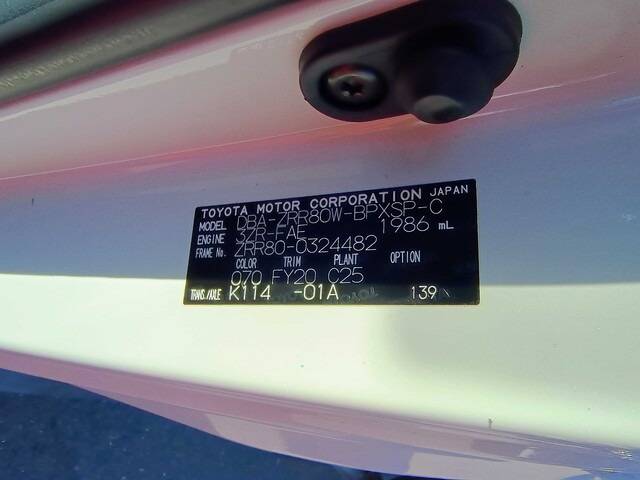 TOYOTA MOTOR CORPORATION JAPAN
MODEL DBA-ZRR80W-BPXSP-C
ENGINE 3ZR-FAE 1986 mL
FRAME No. ZRR80-0324482
COLOR TRIM PLANT OPTION
070 FY20 C25
TRANS./AXLE K114 -01A 139